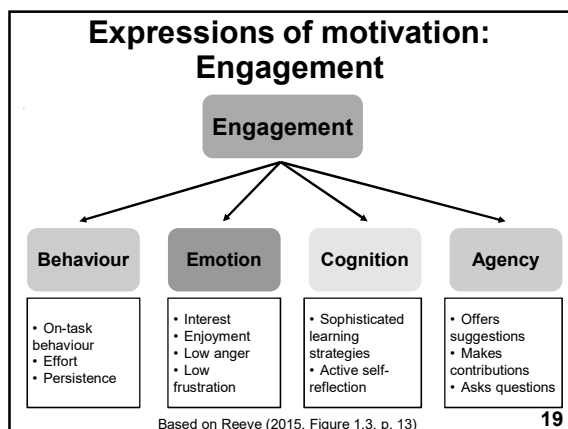 Expressions of motivation:
Engagement
Engagement
Behaviour
Emotion
Cognition
Agency
• On-task
behaviour
• Effort
• Persistence
• Interest
• Enjoyment
• Low anger
• Low
frustration
• Sophisticated
learning
strategies
• Active self-
reflection
• Offers
suggestions
• Makes
contributions
• Asks questions
Based on Reeve (2015, Figure 1.3, p. 13)
19